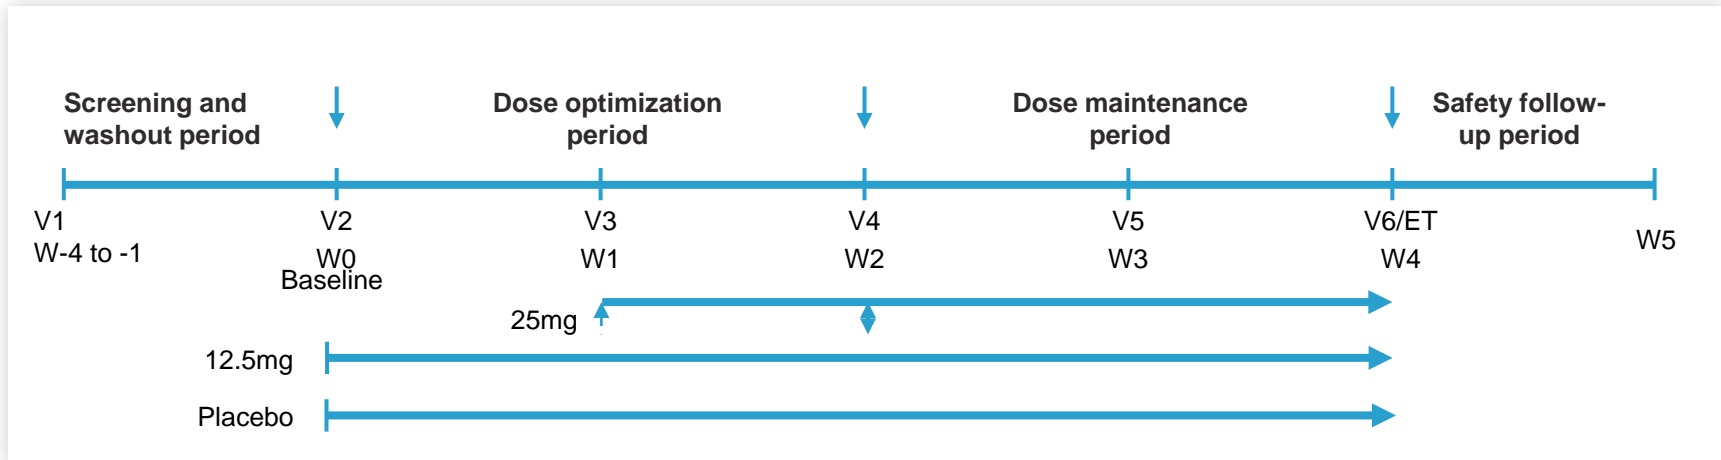 Screening and
washout period
Dose optimization
period
Dose maintenance
period
Safety follow-
up period
V1
W-4 to -1
V2
W0
Baseline
V3
W1
V4
W2
V5
W3
V6/ET
W4
W5
25mg
12.5mg
Placebo